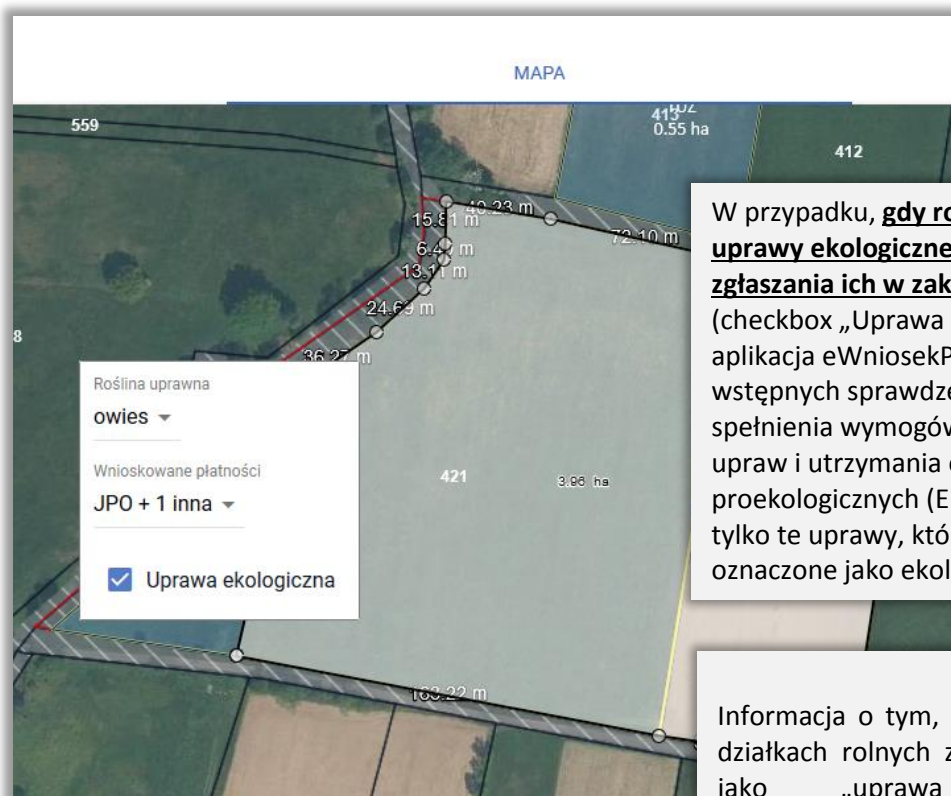 MAPA
559
413
0.55 ha
412
40.23 m
15.81 m
72.10 m
13.11 m
24.69 m
36.27 m
8
Roślina uprawna
owies
Wnioskowane płatności
JPO + 1 inna
Uprawa ekologiczna
421
3.96 ha
163.22 m
W przypadku, gdy ro
uprawy ekologiczne
zgłaszania ich w zak
(checkbox „Uprawa
aplikacja eWniosekP
wstępnych sprawdze
spełnienia wymogów
upraw i utrzymania
proekologicznych (E
tylko te uprawy, któ
oznaczone jako ekol
Informacja o tym,
działkach rolnych z
jako „uprawa